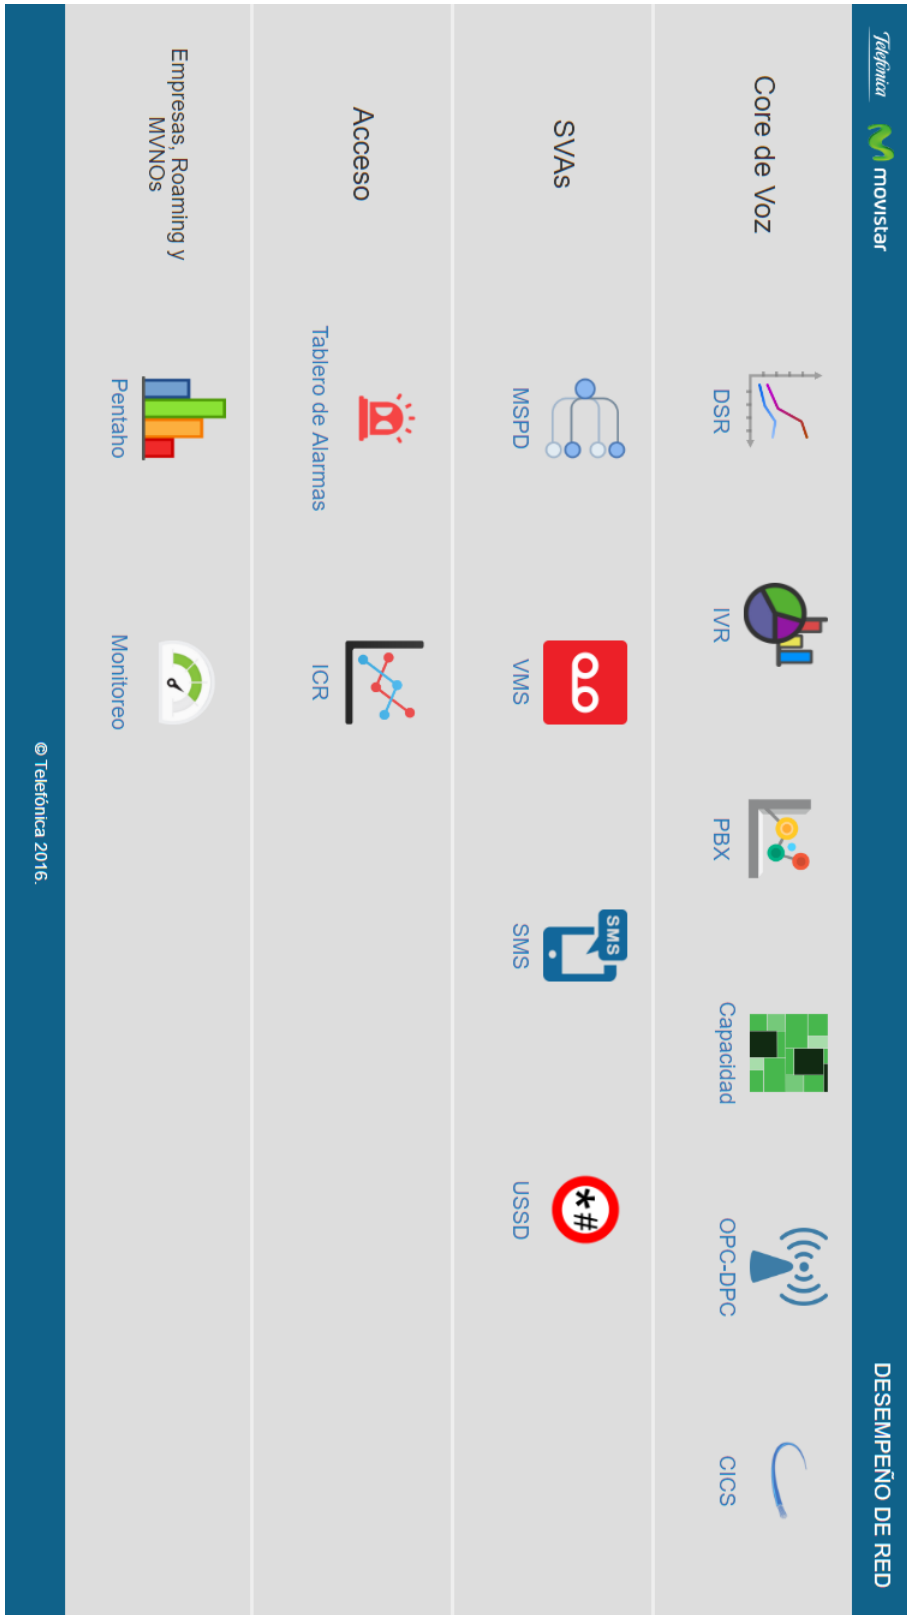 Telefónica movistar DESEMPEÑO DE RED
Core de Voz
DSR
IVR
PBX
Capacidad
OPC-DPC
CICS
SVAs
MSPD
VMS
SMS
SMS
*#
USSD
Acceso
Tablero de Alarmas
ICR
Empresas, Roaming y
MVNOs
Pentaho
Monitoreo
© Telefónica 2016.